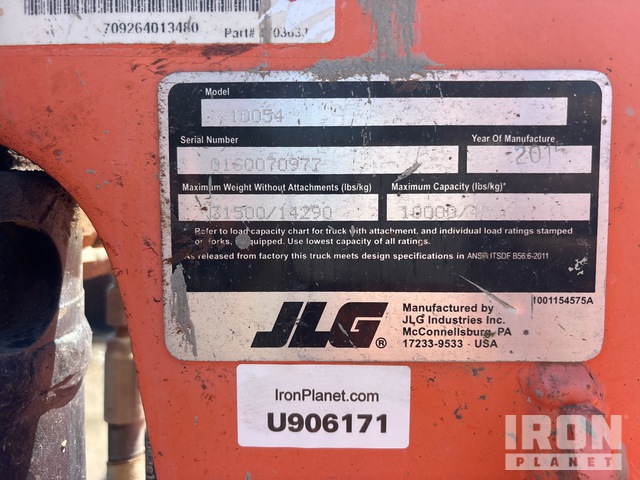 709264013480
Part#
Model
10054
Serial Number
Year Of Manufacture
0160070977
Maximum Weight Without Attachments (lbs/kg)
Maximum Capacity (lbs/kg)*
31500/14290
10000/
Refer to load capacity chart for truck with attachment, and individual load ratings stamped
on forks, equipped. Use lowest capacity of all ratings.
As released from factory this truck meets design specifications in ANSI/ITSDF B56.6-2011
1001154575A
JLG®
Manufactured by
JLG Industries Inc.
McConnellsburg, PA
17233-9533 - USA
IronPlanet.com
U906171
IRON
PLANET